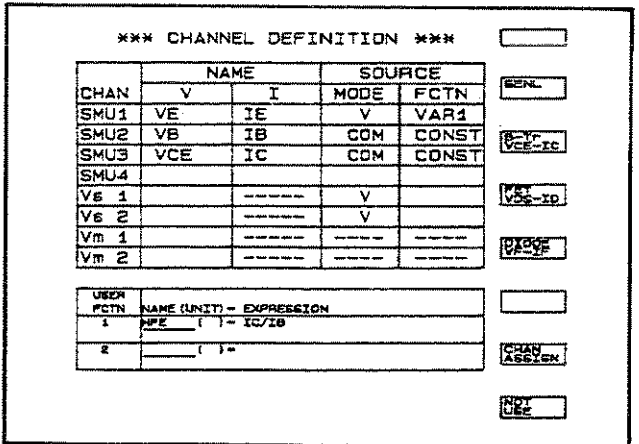 *** CHANNEL DEFINITION ***
NAME SOURCE
CHAN V I MODE FCTN
SMU1 VE IE V VAR1
SMU2 VB IB COM CONST
SMU3 VCE IC COM CONST
SMU4
Vs 1 ----- V
Vs 2 ----- V
Vm 1 ----- ---- ----
Vm 2 ----- ---- ----
USER
FCTN NAME (UNIT) = EXPRESSION
1 HFE ( ) = IC/IB
2 ( ) =
GENL
B-Tr
VCE-IC
FET
VDS-ID
DIODE
VF-IF
CHAN
ASSIGN
NOT
USE